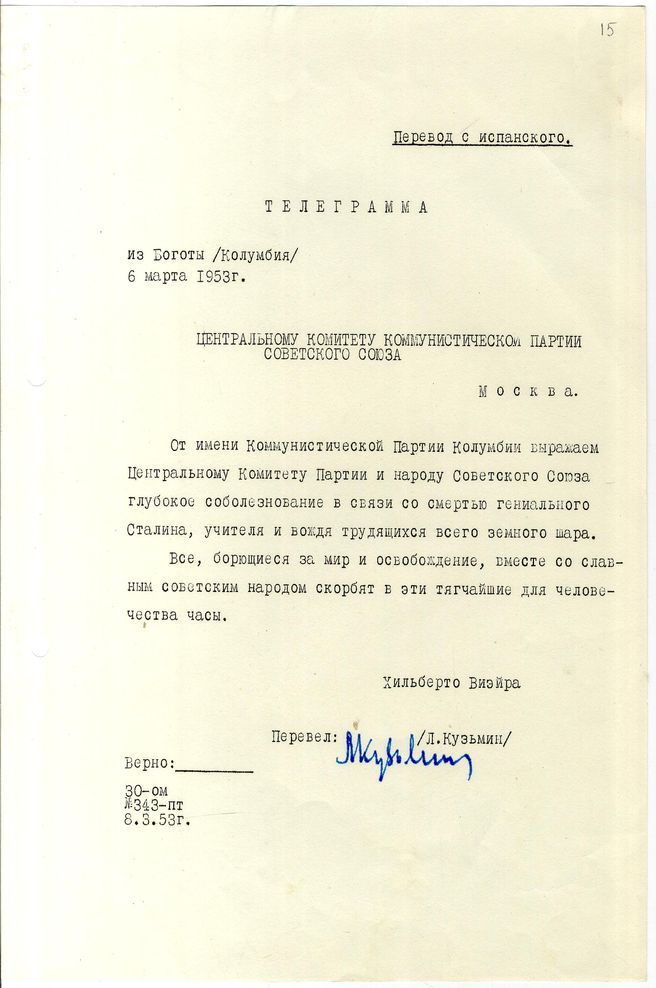 15
Перевод с испанского.
Т Е Л Е Г Р А М М А
из Боготы /Колумбия/
6 марта 1953г.
ЦЕНТРАЛЬНОМУ КОМИТЕТУ КОММУНИСТИЧЕСКОМ ПАРТИИ
СОВЕТСКОГО СОЮЗА
М о с к в а.
От имени Коммунистической Партии Колумбии выражаем
Центральному Комитету Партии и народу Советского Союза
глубокое соболезнование в связи со смертью гениального
Сталина, учителя и вождя трудящихся всего земного шара.
Все, борющиеся за мир и освобождение, вместе со слав-
ным советским народом скорбят в эти тягчайшие для челове-
чества часы.
Хильберто Виэйра
Перевел: /Л.Кузьмин/
Верно:
30-ом
№343-пт
8.3.53г.